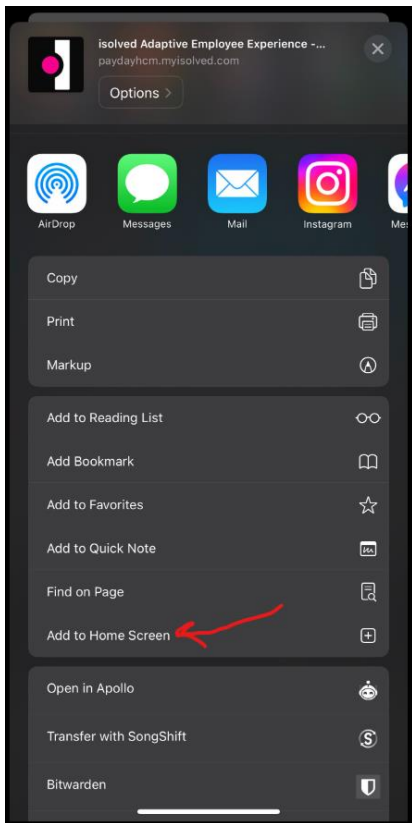 isolved Adaptive Employee Experience -...
paydayhcm.myisolved.com
Options >
AirDrop
Messages
Mail
Instagram
Mes
Copy
Print
Markup
Add to Reading List
Add Bookmark
Add to Favorites
Add to Quick Note
Find on Page
Add to Home Screen
Open in Apollo
Transfer with SongShift
Bitwarden